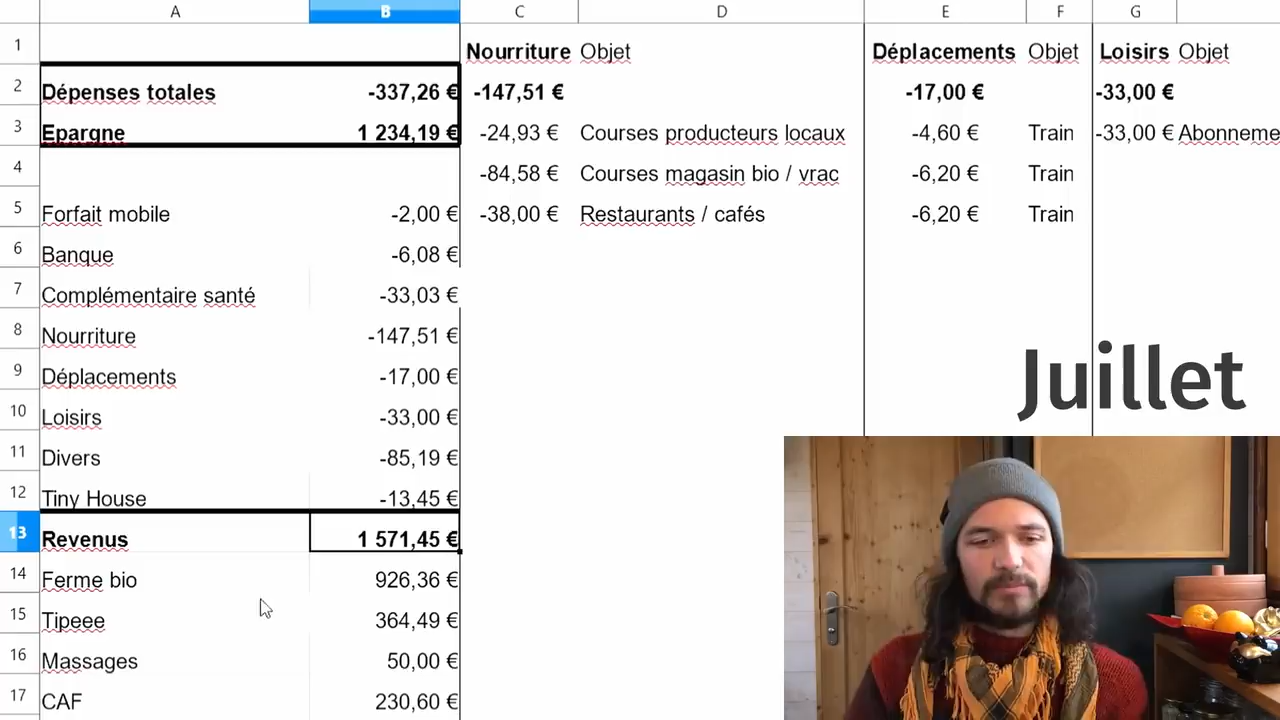 A B C D E F G
1 Nourriture Objet Déplacements Objet Loisirs Objet
2 Dépenses totales -337,26 € -147,51 € -17,00 € -33,00 €
3 Epargne 1 234,19 € -24,93 € Courses producteurs locaux -4,60 € Train -33,00 € Abonneme
4 -84,58 € Courses magasin bio / vrac -6,20 € Train
5 Forfait mobile -2,00 € -38,00 € Restaurants / cafés -6,20 € Train
6 Banque -6,08 €
7 Complémentaire santé -33,03 €
8 Nourriture -147,51 €
9 Déplacements -17,00 €
10 Loisirs -33,00 €
Juillet
11 Divers -85,19 €
12 Tiny House -13,45 €
13 Revenus 1 571,45 €
14 Ferme bio 926,36 €
15 Tipeee 364,49 €
16 Massages 50,00 €
17 CAF 230,60 €